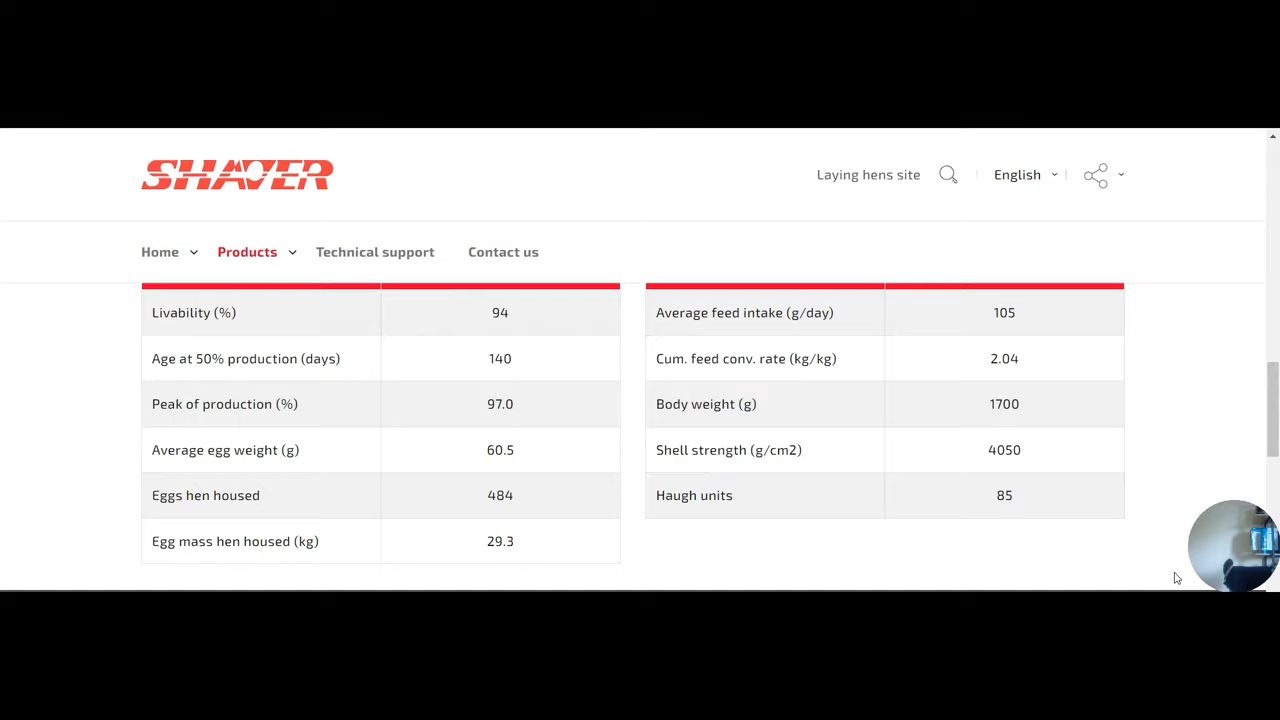 SHAVER
Laying hens site
English
Home
Products
Technical support
Contact us
Livability (%) 94
Age at 50% production (days) 140
Peak of production (%) 97.0
Average egg weight (g) 60.5
Eggs hen housed 484
Egg mass hen housed (kg) 29.3
Average feed intake (g/day) 105
Cum. feed conv. rate (kg/kg) 2.04
Body weight (g) 1700
Shell strength (g/cm2) 4050
Haugh units 85